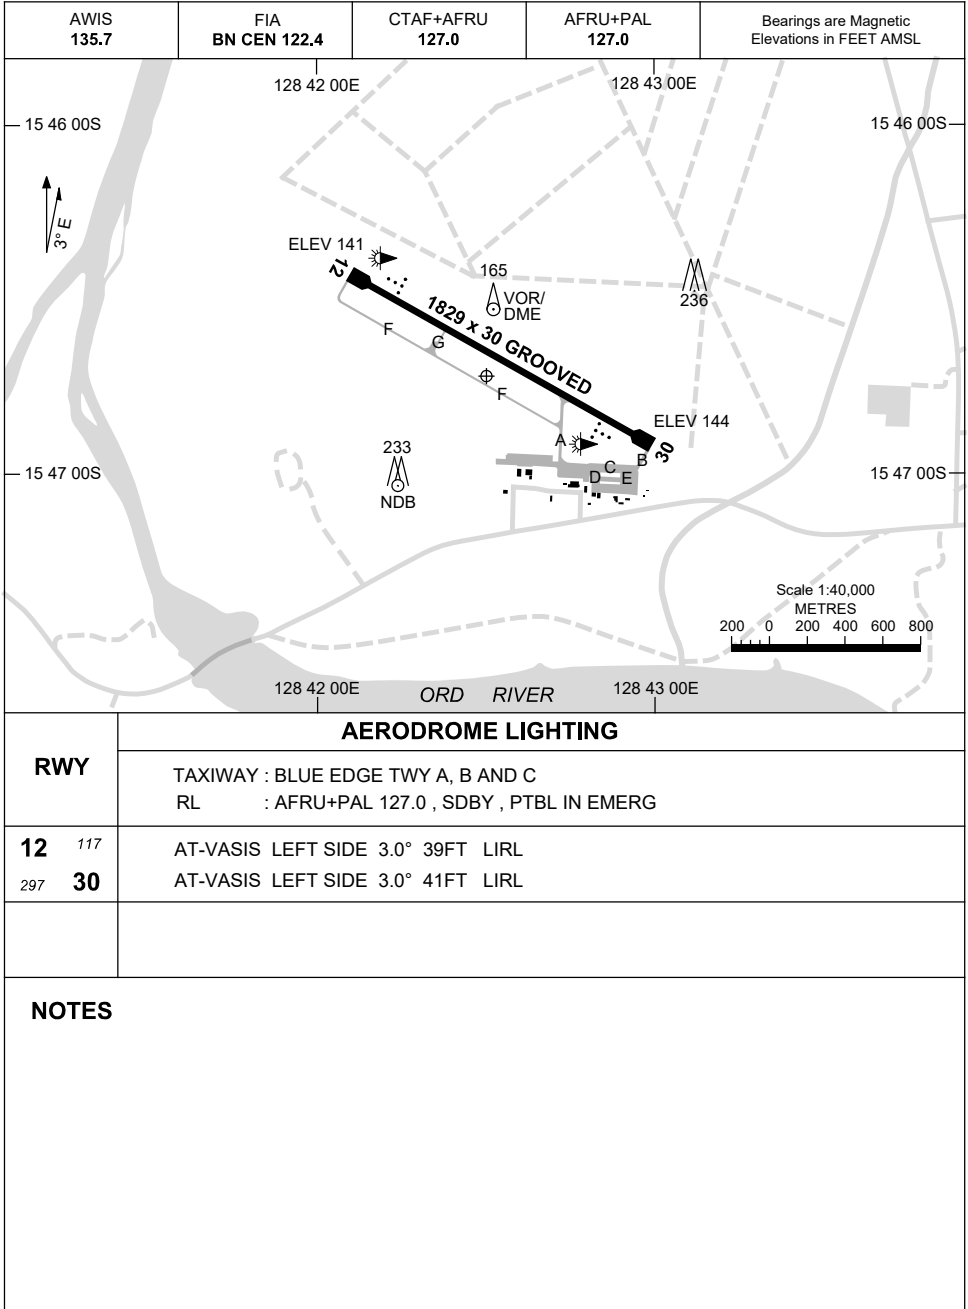 AWIS
135.7
FIA
BN CEN 122.4
CTAF+AFRU
127.0
AFRU+PAL
127.0
Bearings are Magnetic
Elevations in FEET AMSL
128 42 00E
128 43 00E
15 46 00S
15 46 00S
3° E
ELEV 141
12
165
VOR/
DME
236
1829 x 30 GROOVED
F
G
F
ELEV 144
30
A
B
C
D
E
233
NDB
15 47 00S
15 47 00S
Scale 1:40,000
METRES
200 0 200 400 600 800
128 42 00E
ORD RIVER
128 43 00E
RWY
AERODROME LIGHTING
TAXIWAY : BLUE EDGE TWY A, B AND C
RL : AFRU+PAL 127.0 , SDBY , PTBL IN EMERG
12 117 AT-VASIS LEFT SIDE 3.0° 39FT LIRL
297 30 AT-VASIS LEFT SIDE 3.0° 41FT LIRL
NOTES